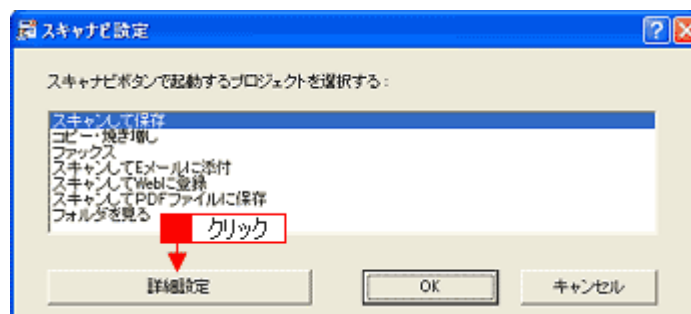 スキャナビ設定
スキャナビボタンで起動するプロジェクトを選択する:
スキャンして保存
コピー・焼き増し
ファックス
スキャンしてEメールに添付
スキャンしてWebに登録
スキャンしてPDFファイルに保存
フォルダを見る
クリック
詳細設定
OK
キャンセル